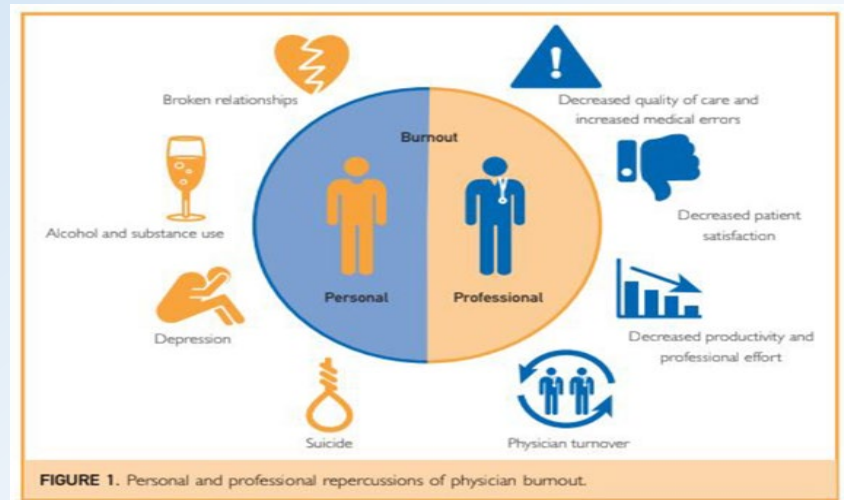 Broken relationships
Alcohol and substance use
Depression
Suicide
Burnout
Personal
Professional
Decreased quality of care and
increased medical errors
Decreased patient
satisfaction
Decreased productivity and
professional effort
Physician turnover
FIGURE 1. Personal and professional repercussions of physician burnout.